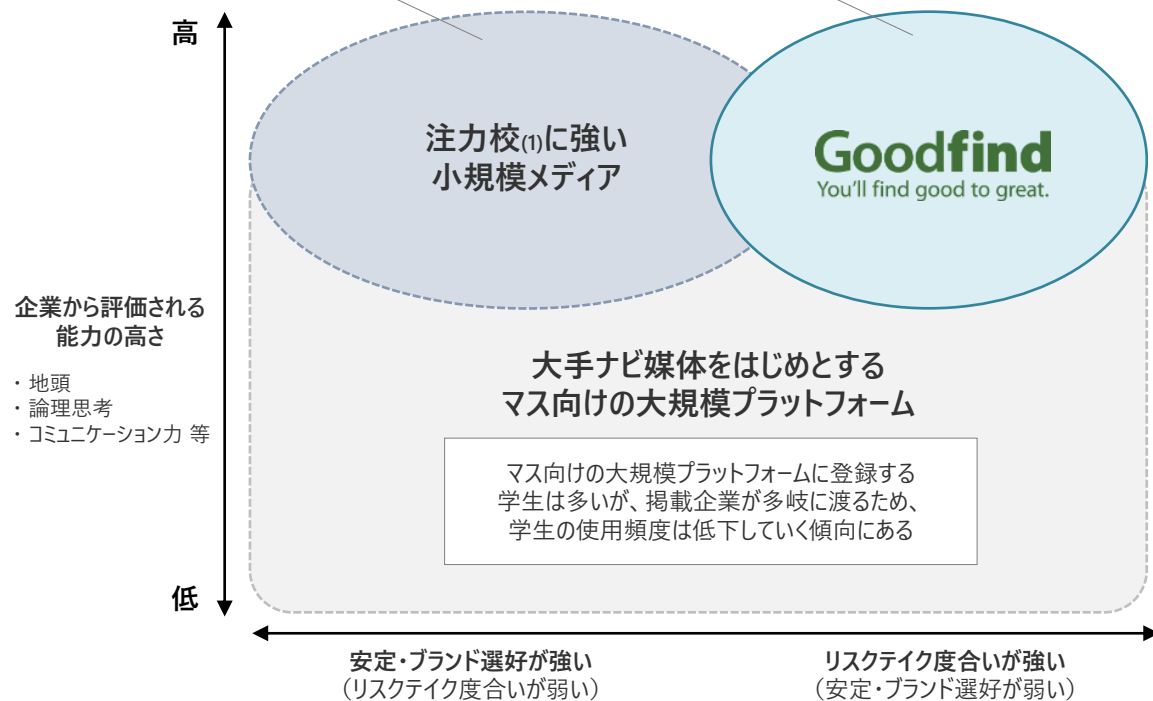 高
注力校(1)に強い
小規模メディア
Goodfind
You'll find good to great.
企業から評価される
能力の高さ
・地頭
・論理思考
・コミュニケーション力 等
大手ナビ媒体をはじめとする
マス向けの大規模プラットフォーム
マス向けの大規模プラットフォームに登録する
学生は多いが、掲載企業が多岐に渡るため、
学生の使用頻度は低下していく傾向にある
低
安定・ブランド選好が強い
(リスクテイク度合いが弱い)
リスクテイク度合いが強い
(安定・ブランド選好が弱い)